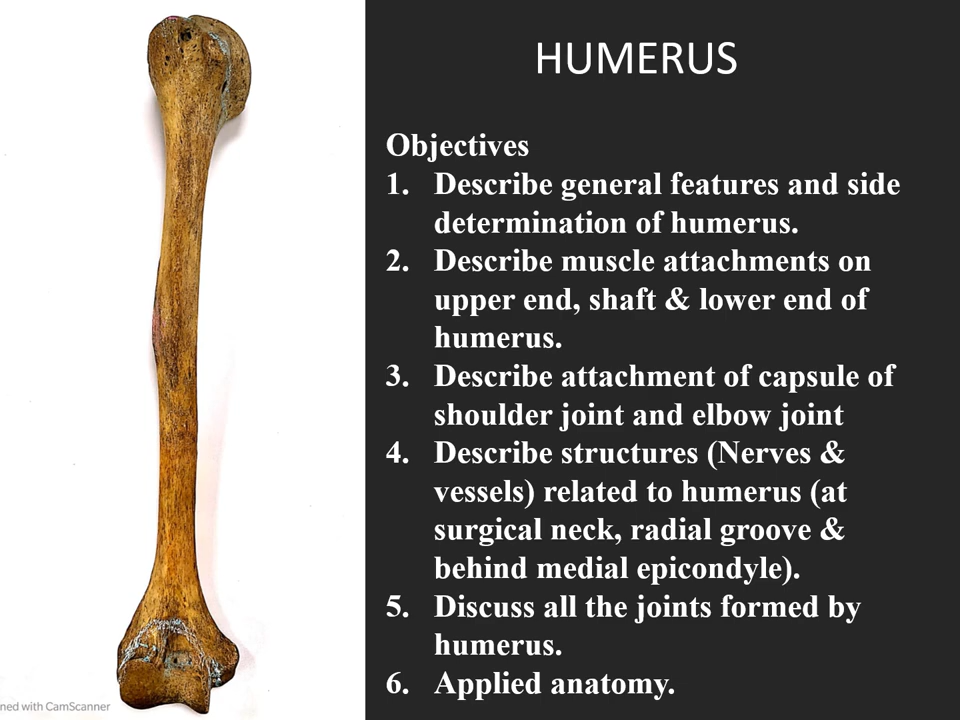 HUMERUS
Objectives
1. Describe general features and side
determination of humerus.
2. Describe muscle attachments on
upper end, shaft & lower end of
humerus.
3. Describe attachment of capsule of
shoulder joint and elbow joint
4. Describe structures (Nerves &
vessels) related to humerus (at
surgical neck, radial groove &
behind medial epicondyle).
5. Discuss all the joints formed by
humerus.
6. Applied anatomy.
ned with CamScanner